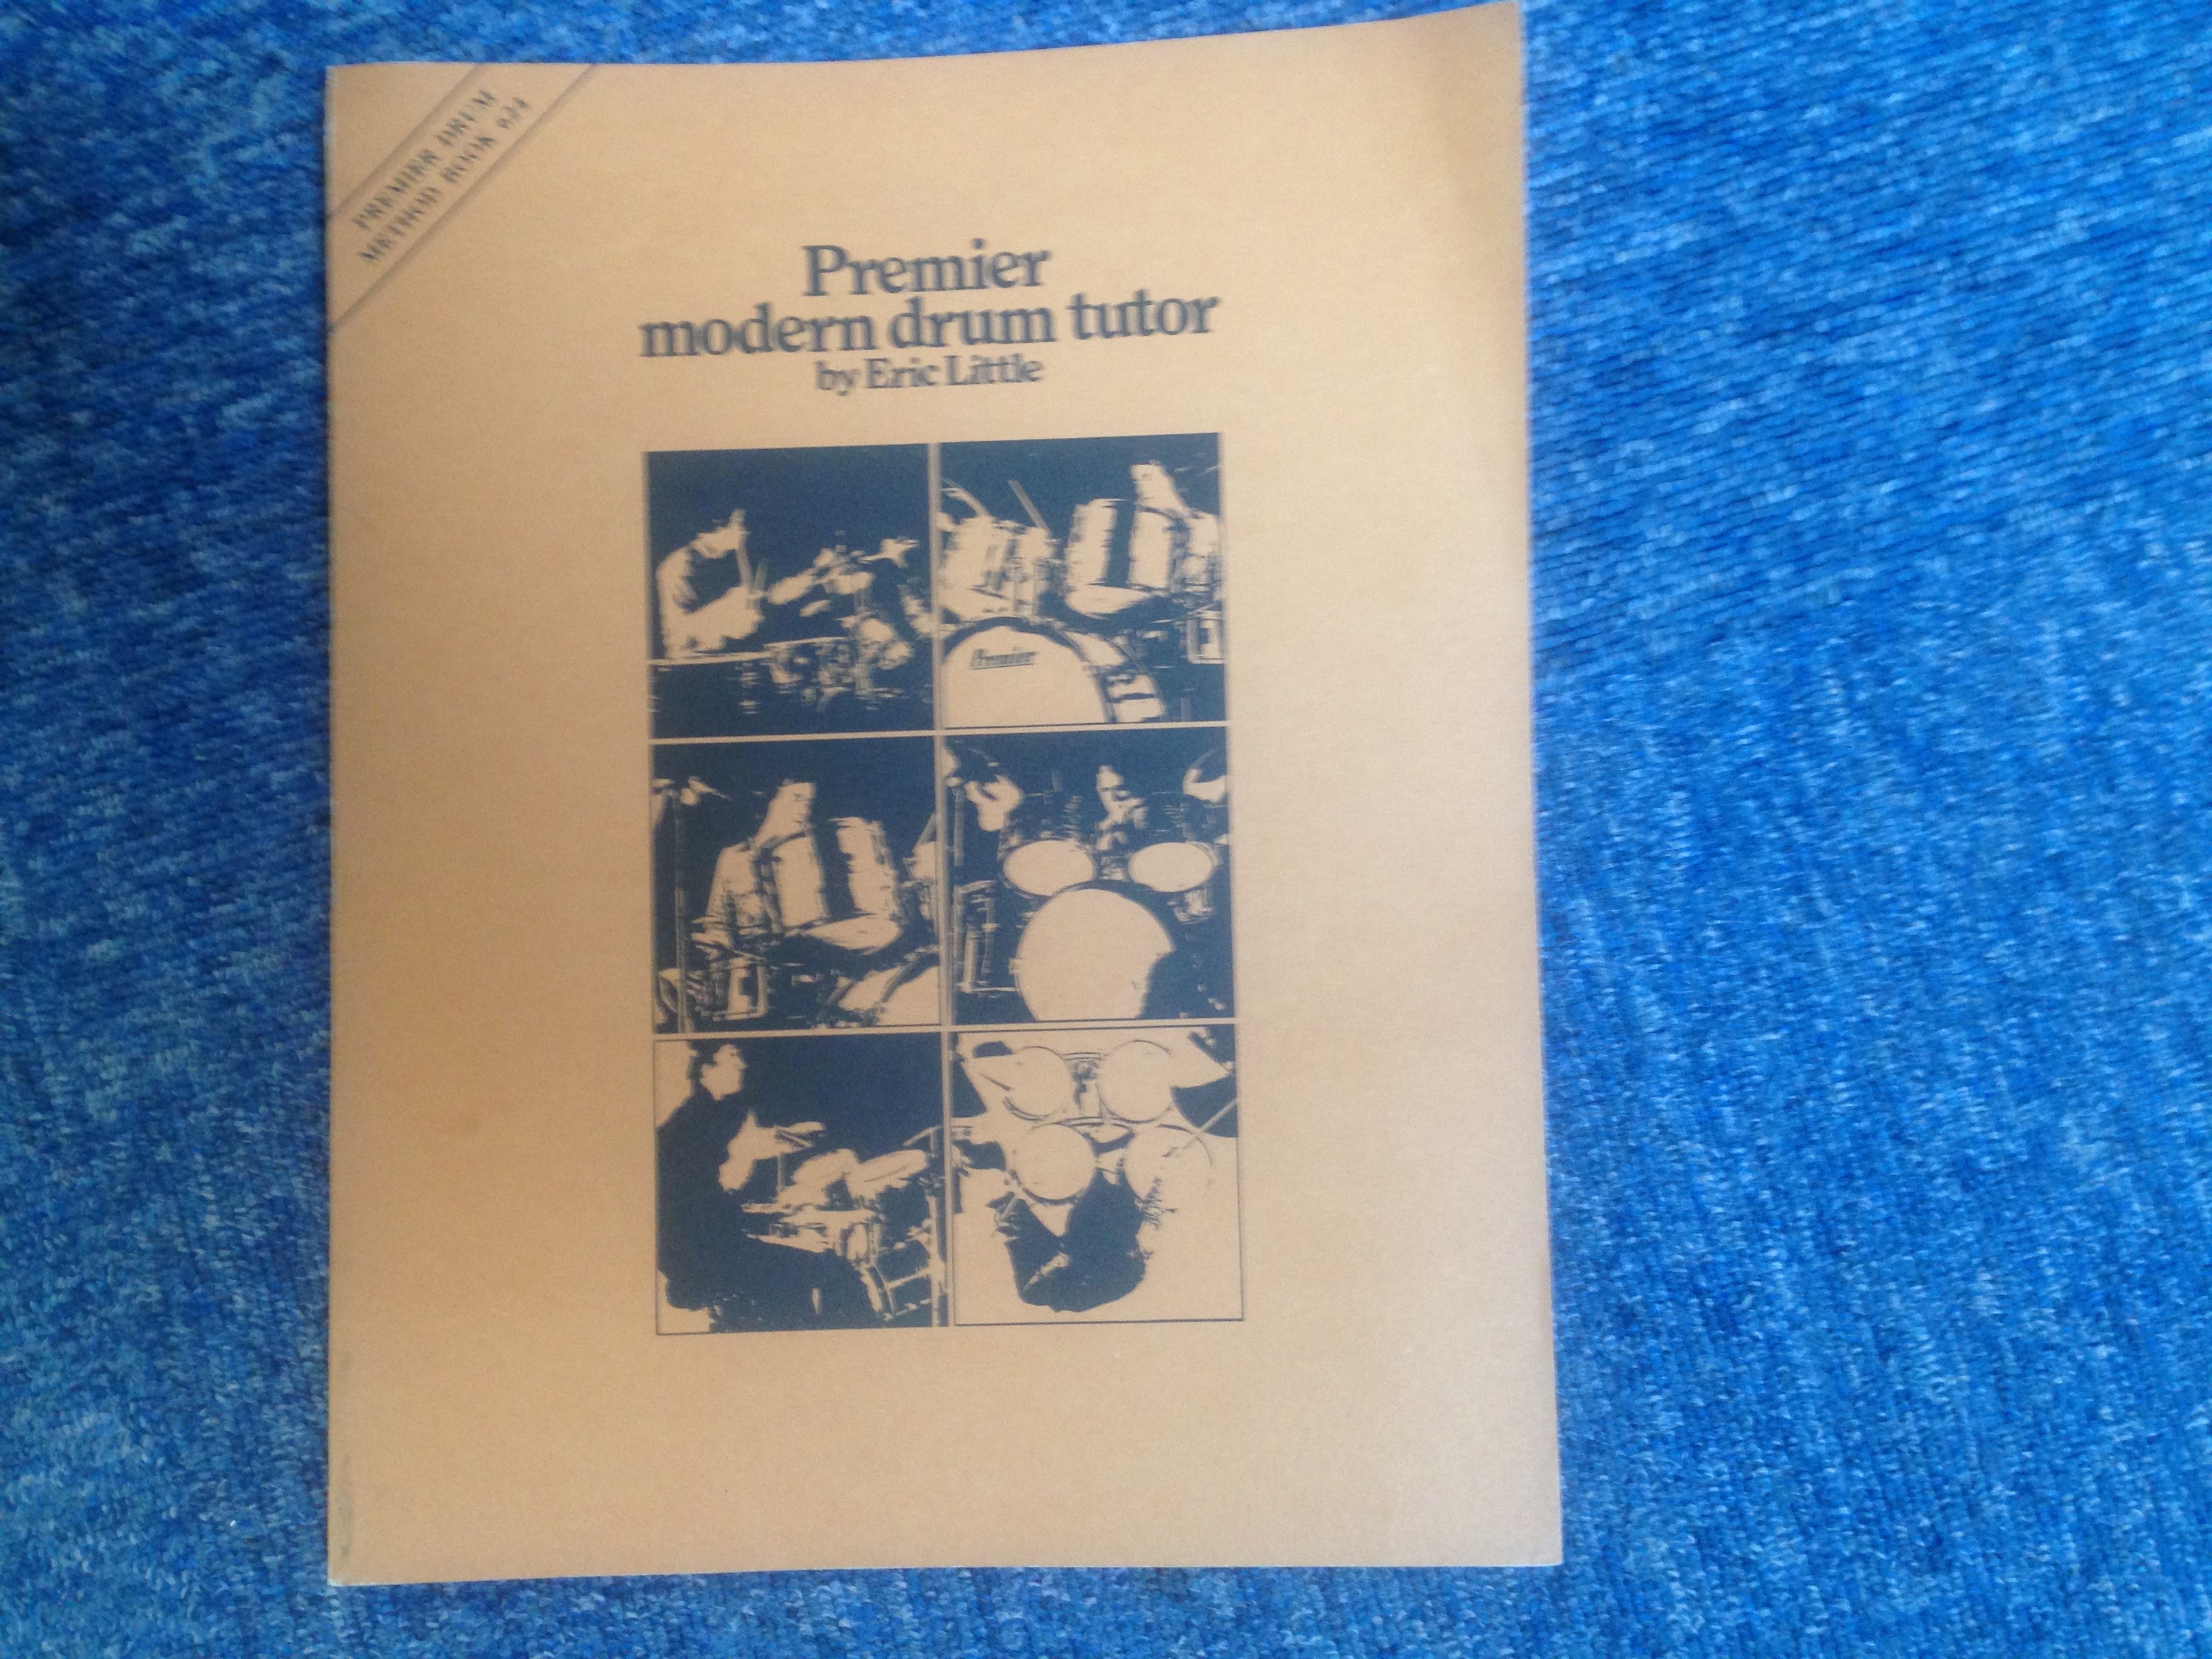 PREMIER DRUM
METHOD BOOK
Premier
modern drum tutor
by Eric Little
Premier